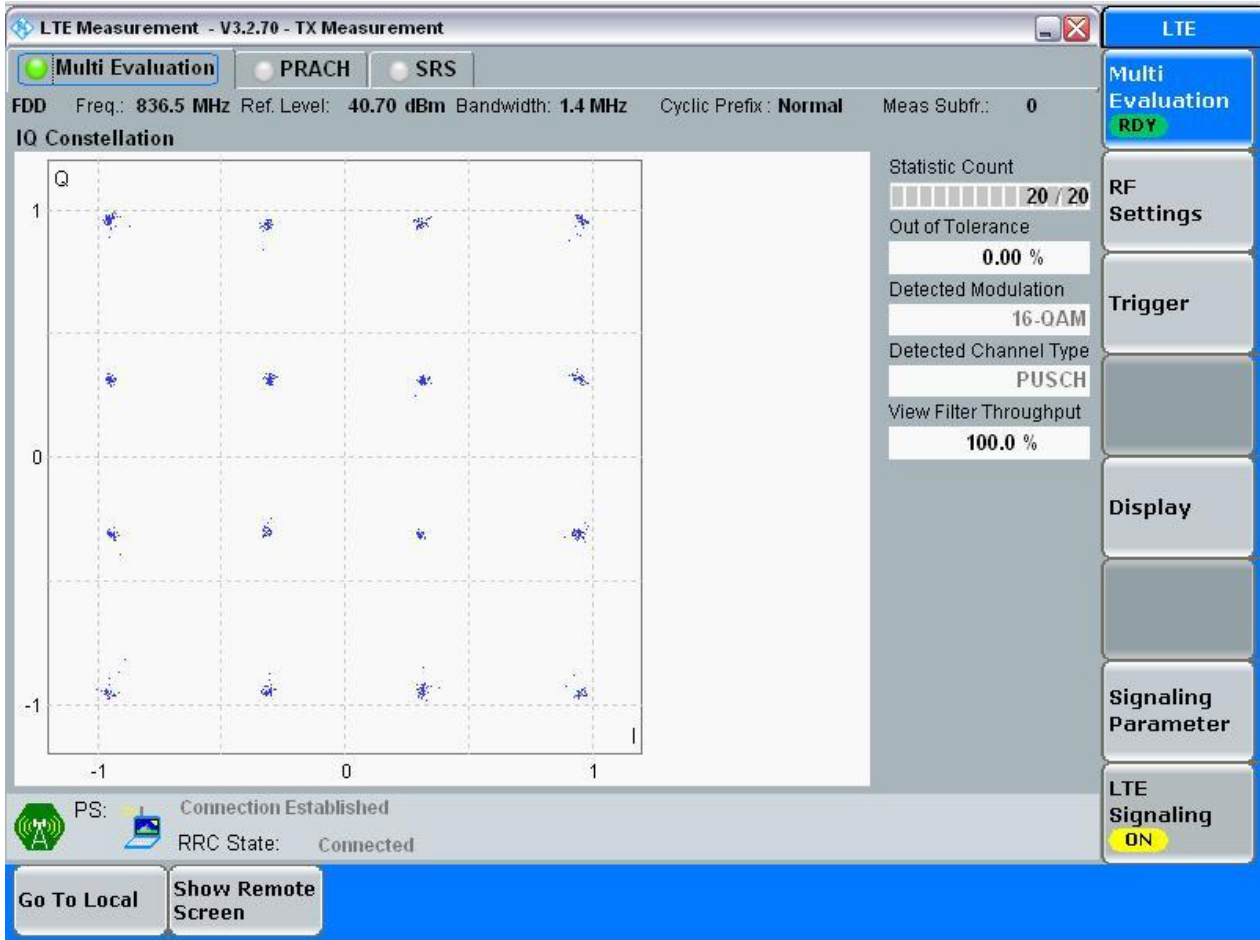 LTE Measurement - V3.2.70 - TX Measurement
LTE
Multi Evaluation PRACH SRS
FDD Freq.: 836.5 MHz Ref. Level: 40.70 dBm Bandwidth: 1.4 MHz Cyclic Prefix : Normal Meas Subfr.: 0
IQ Constellation
Q
1
0
-1
I
-1 0 1
Statistic Count
20 / 20
Out of Tolerance
0.00 %
Detected Modulation
16-QAM
Detected Channel Type
PUSCH
View Filter Throughput
100.0 %
Multi
Evaluation
RDY
RF
Settings
Trigger
Display
Signaling
Parameter
LTE
Signaling
ON
PS: Connection Established
RRC State: Connected
Go To Local
Show Remote
Screen